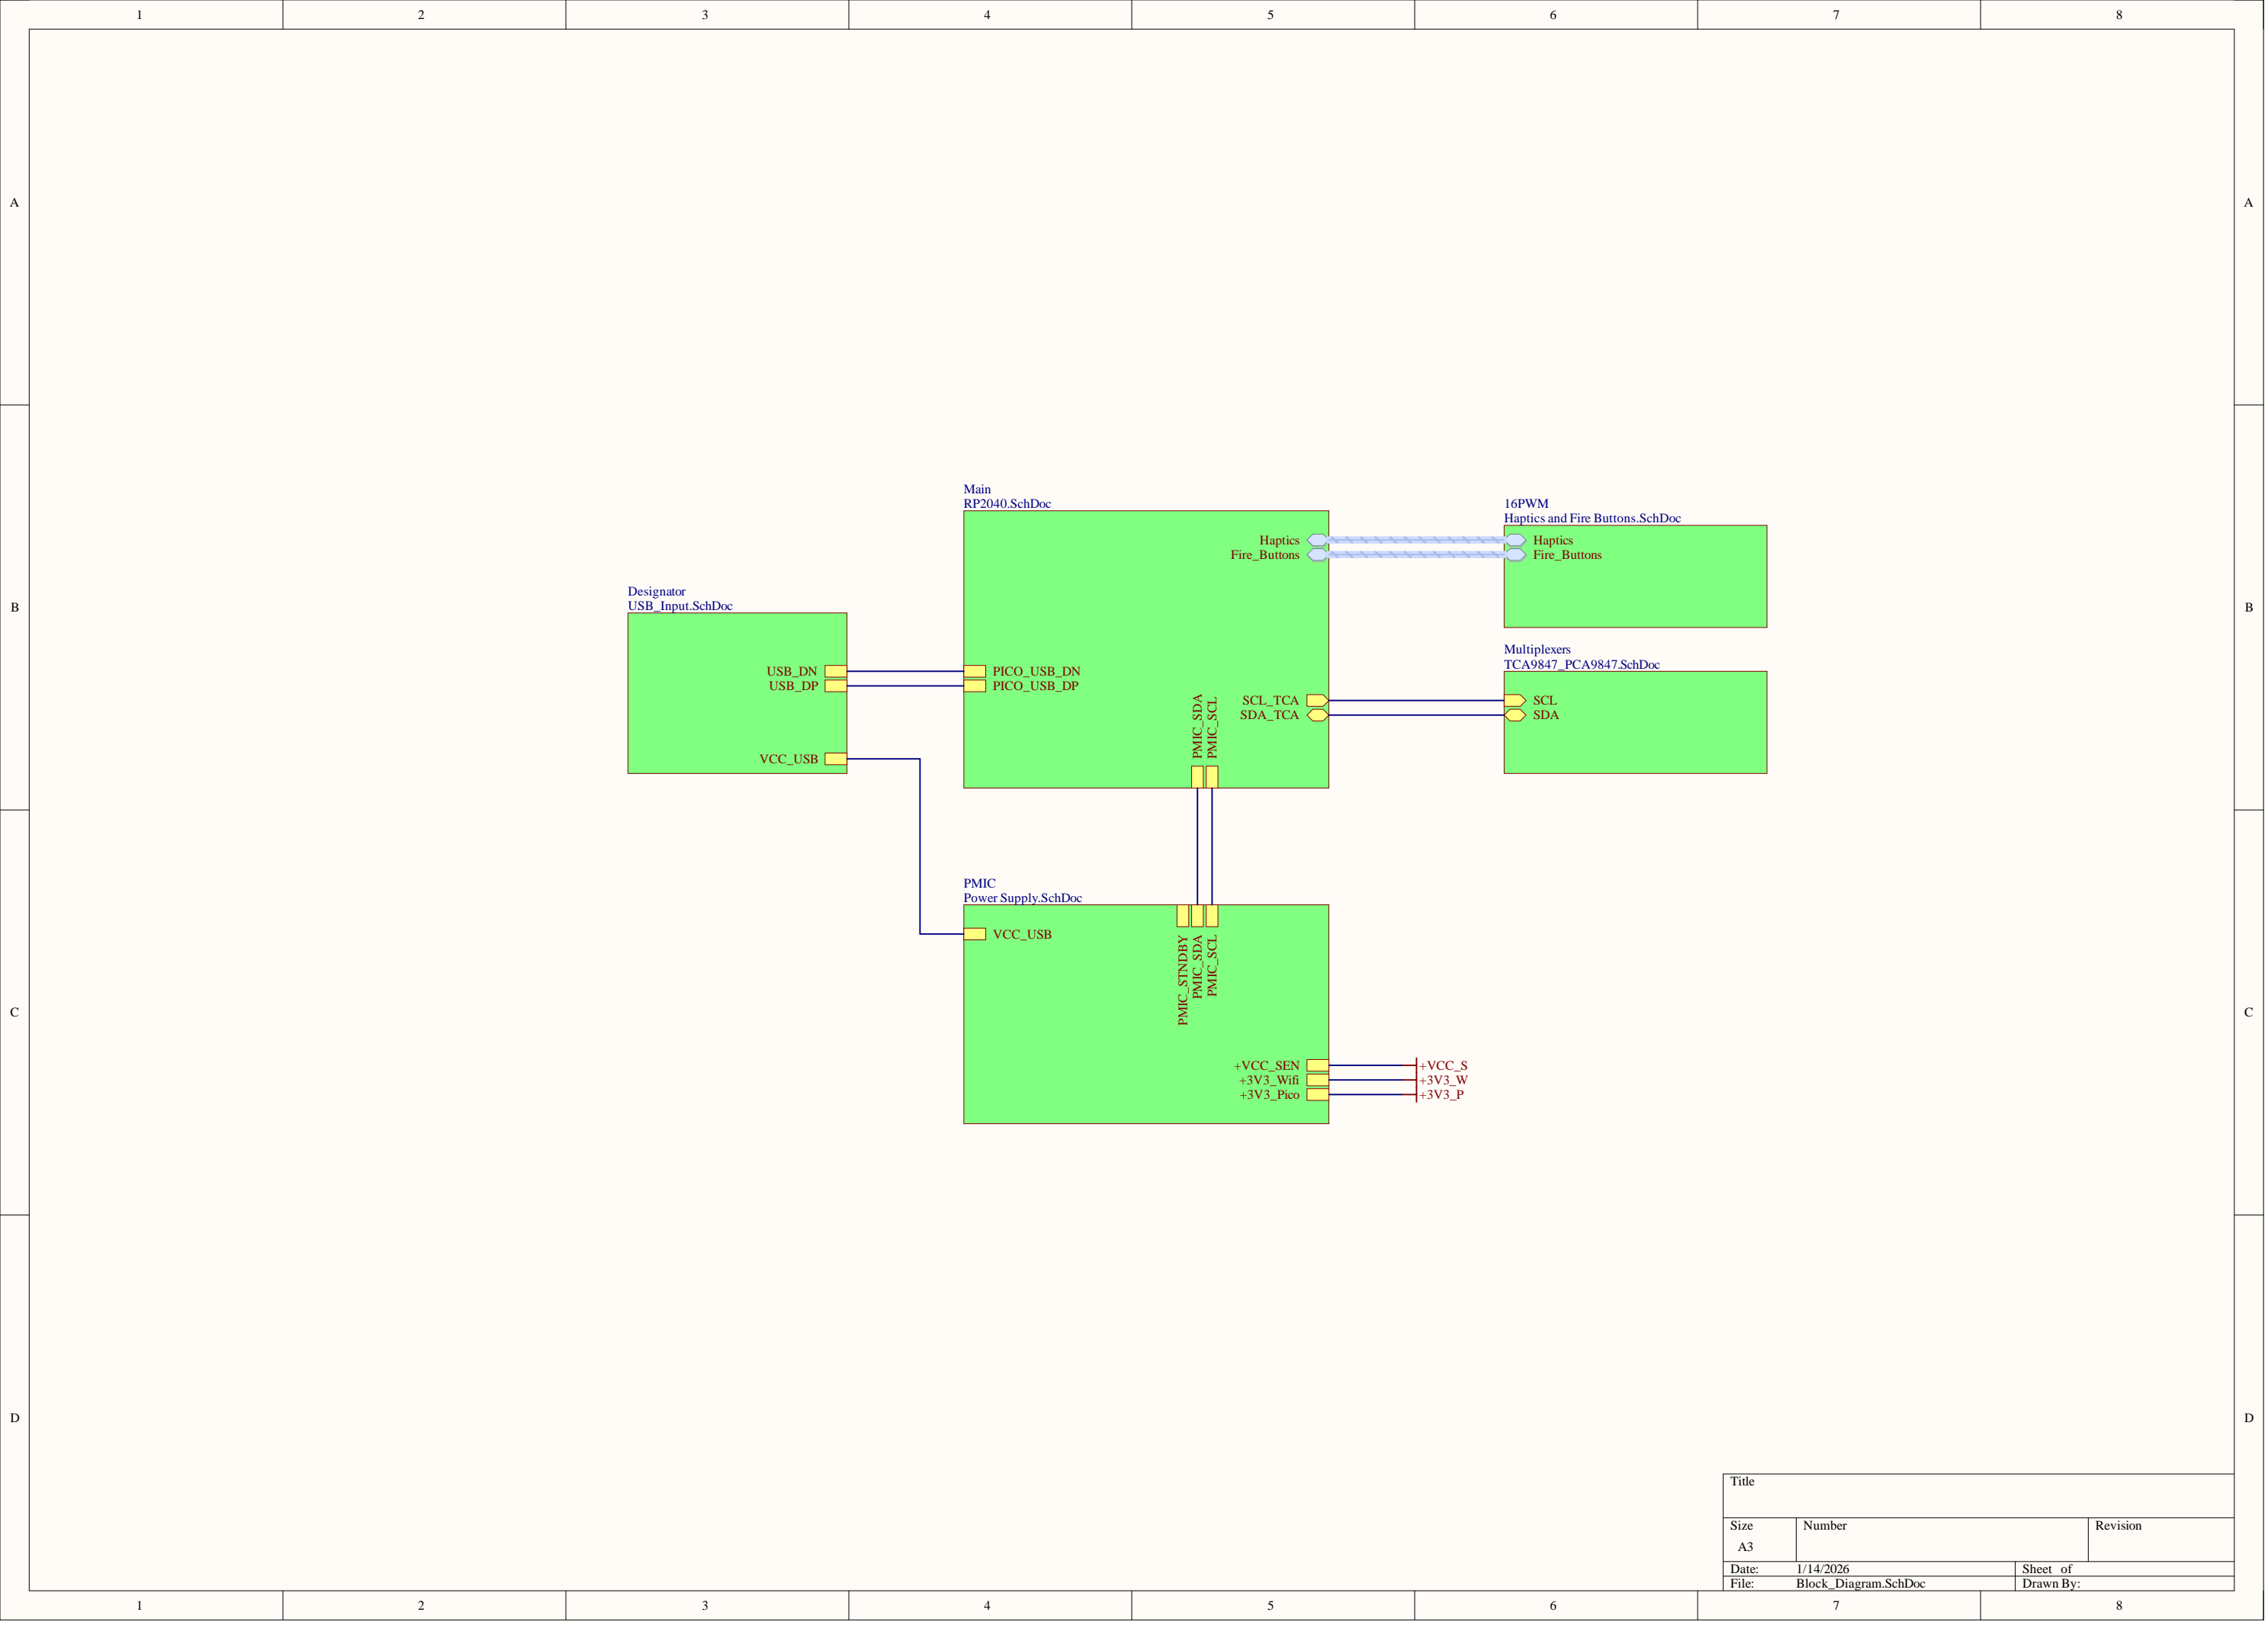 1 2 3 4 5 6 7 8
A A
Main
RP2040.SchDoc
16PWM
Haptics and Fire Buttons.SchDoc
Haptics Haptics
Fire_Buttons Fire_Buttons
Designator
USB_Input.SchDoc
B B
Multiplexers
TCA9847_PCA9847.SchDoc
USB_DN PICO_USB_DN
USB_DP PICO_USB_DP
SCL_TCA SCL
SDA_TCA SDA
PMIC_SDA
PMIC_SCL
VCC_USB
PMIC
Power Supply.SchDoc
VCC_USB
PMIC_STNDBY
PMIC_SDA
PMIC_SCL
C C
+VCC_SEN +VCC_S
+3V3_Wifi +3V3_W
+3V3_Pico +3V3_P
D D
Title
Size Number Revision
A3
Date: 1/14/2026 Sheet of
File: Block_Diagram.SchDoc Drawn By:
1 2 3 4 5 6 7 8